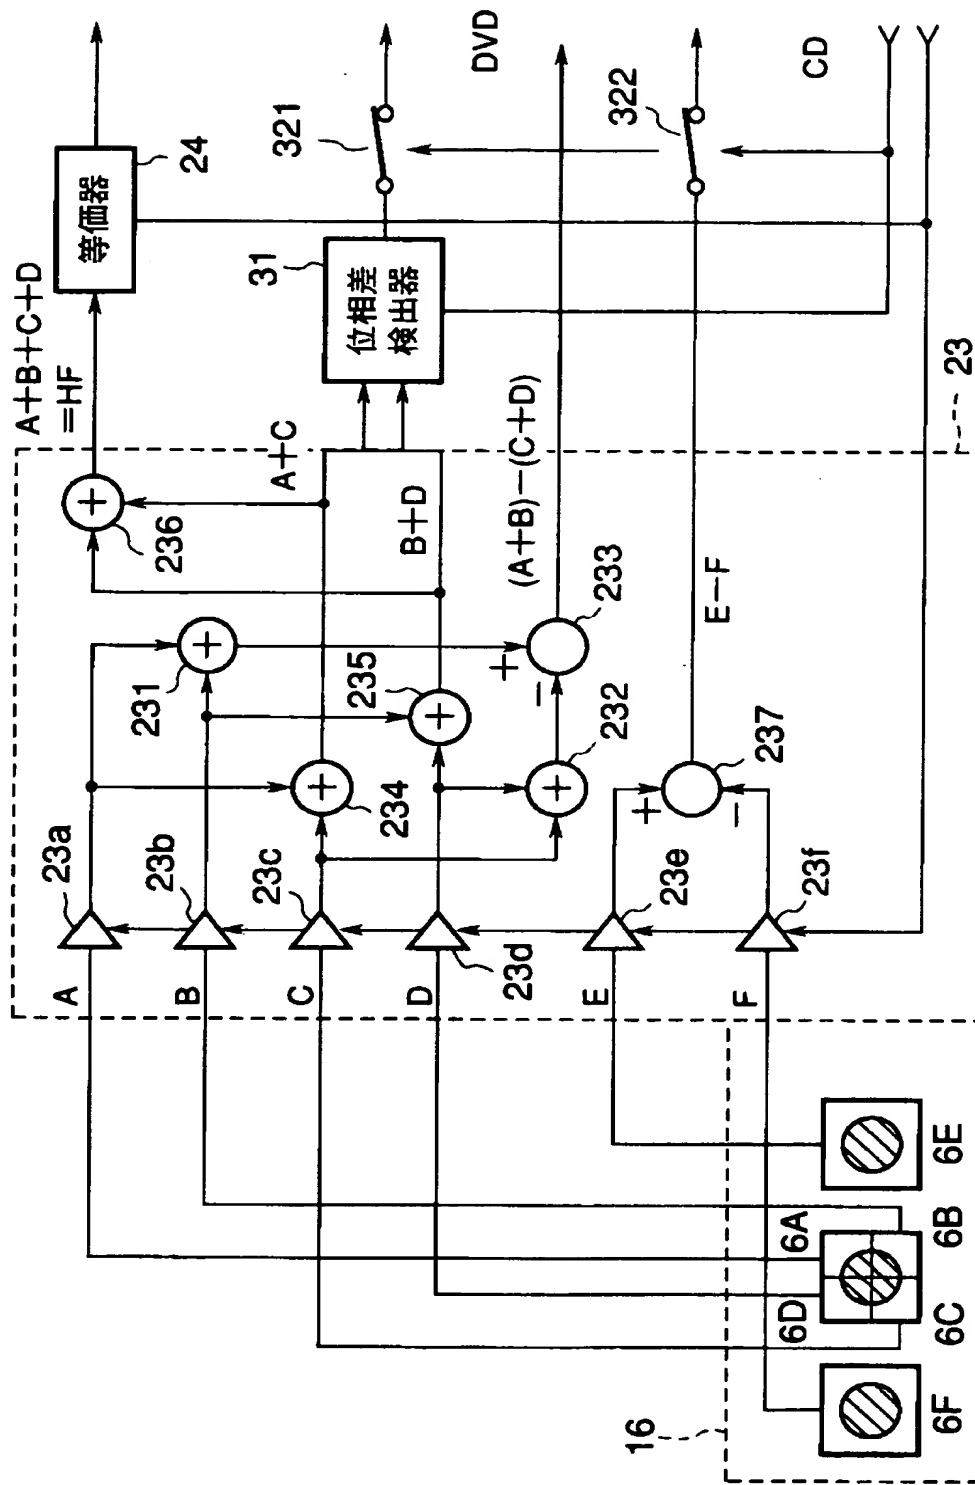 A+B+C+D
=HF
等価器
24
236
A+C
31
位相差
検出器
321
DVD
23a
231
234
B+D
235
(A+B)−(C+D)
322
23b
23c
232
233
+
−
E−F
CD
23d
23e
+
−
237
23f
23
A
B
C
D
E
F
16
6F
6D
6A
6C
6B
6E
+
+
+
+
+